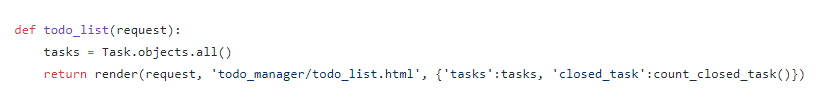 def todo_list(request):
    tasks = Task.objects.all()
    return render(request, 'todo_manager/todo_list.html', {'tasks':tasks, 'closed_task':count_closed_task()})